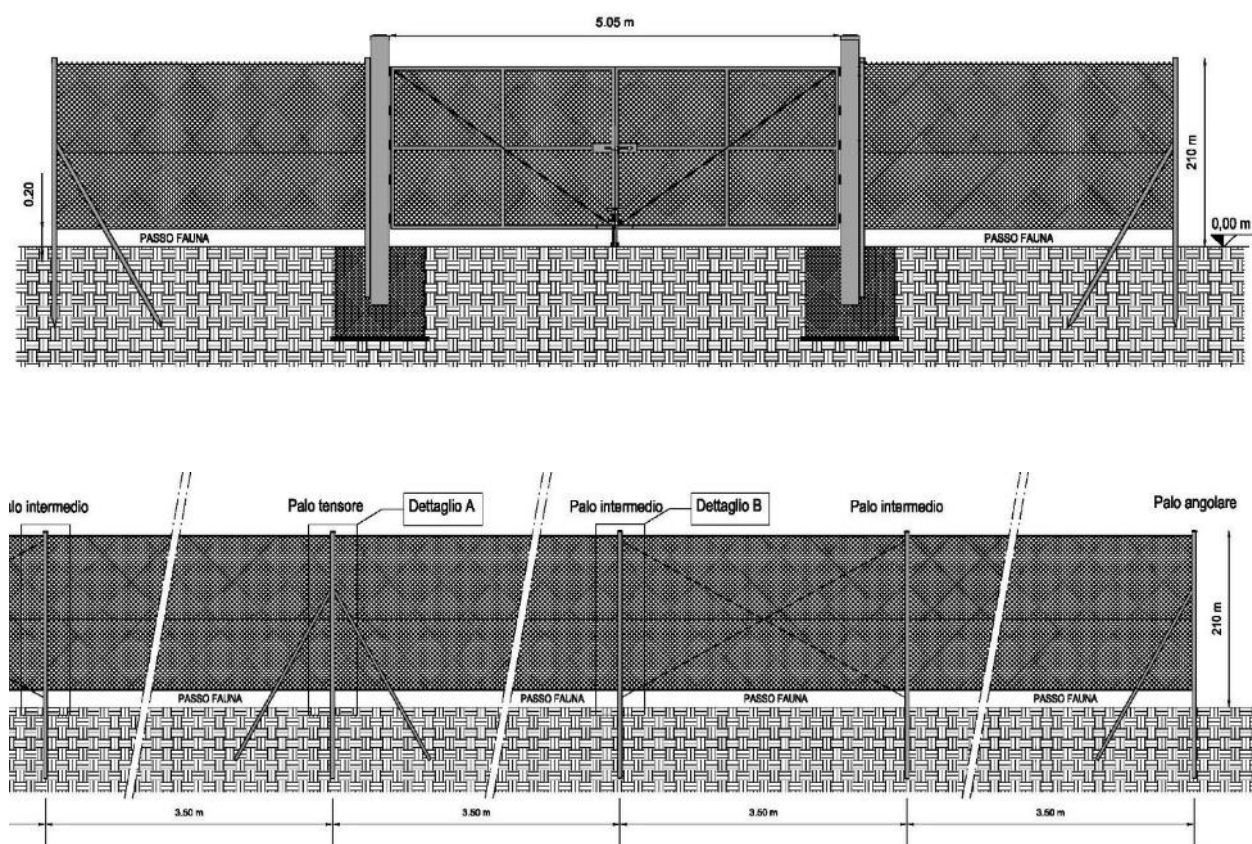 5.05 m
0.20
210 m
0,00 m
PASSO FAUNA
PASSO FAUNA
alo intermedio
Palo tensore
Dettaglio A
Palo intermedio
Dettaglio B
Palo intermedio
Palo angolare
210 m
PASSO FAUNA
PASSO FAUNA
PASSO FAUNA
PASSO FAUNA
3.50 m
3.50 m
3.50 m
3.50 m